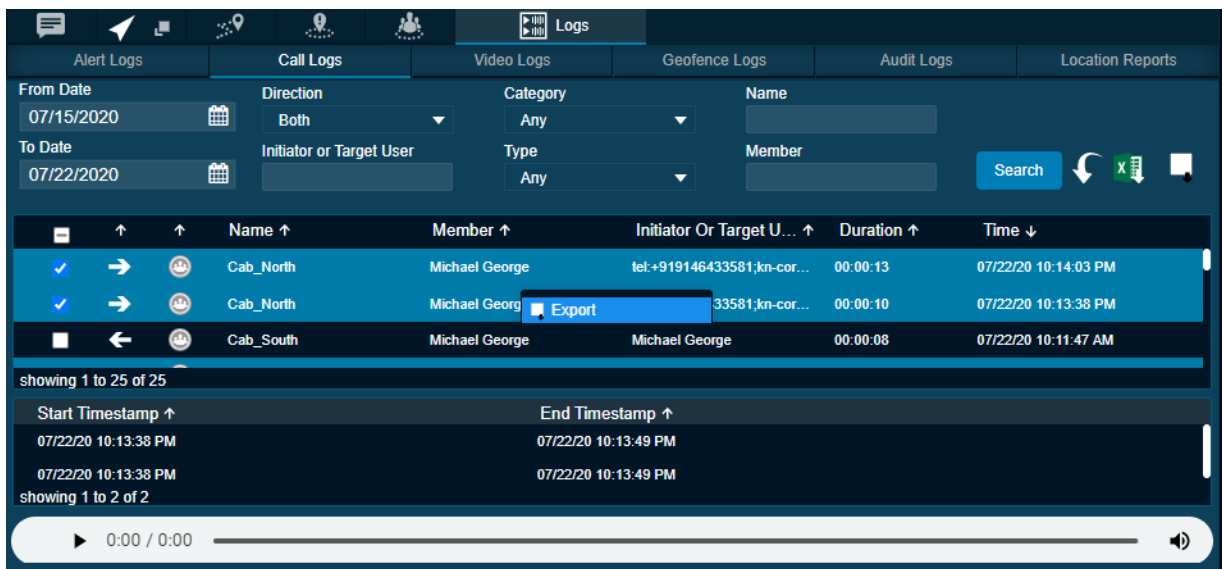 Logs
Alert Logs Call Logs Video Logs Geofence Logs Audit Logs Location Reports
From Date Direction Category Name
07/15/2020 Both Any
To Date Initiator or Target User Type Member
07/22/2020 Any Search
Name Member Initiator Or Target U... Duration Time
Cab_North Michael George tel:+919146433581;kn-cor... 00:00:13 07/22/20 10:14:03 PM
Cab_North Michael Georg 33581;kn-cor... 00:00:10 07/22/20 10:13:38 PM
Export
Cab_South Michael George Michael George 00:00:08 07/22/20 10:11:47 AM
showing 1 to 25 of 25
Start Timestamp End Timestamp
07/22/20 10:13:38 PM 07/22/20 10:13:49 PM
07/22/20 10:13:38 PM 07/22/20 10:13:49 PM
showing 1 to 2 of 2
0:00 / 0:00